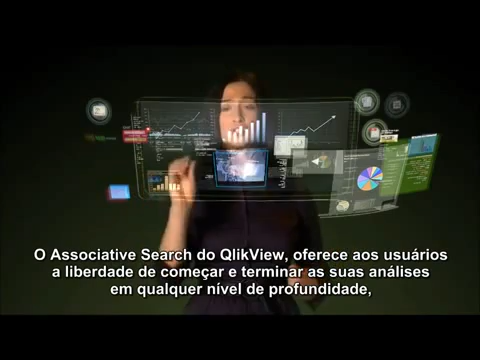 O Associative Search do QlikView, oferece aos usuários
a liberdade de começar e terminar as suas análises
em qualquer nível de profundidade,